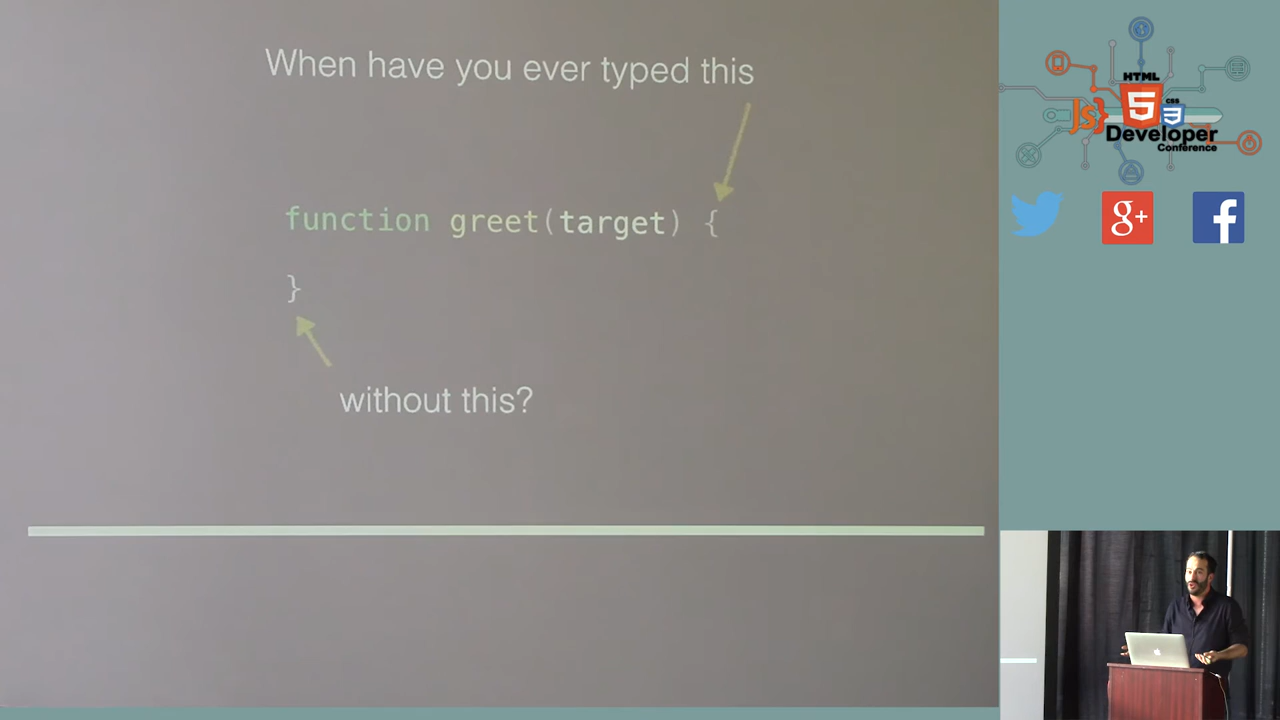 When have you ever typed this
function greet(target) {
}
without this?
HTML
JS}
5
CSS
3
Developer
Conference
g+
f